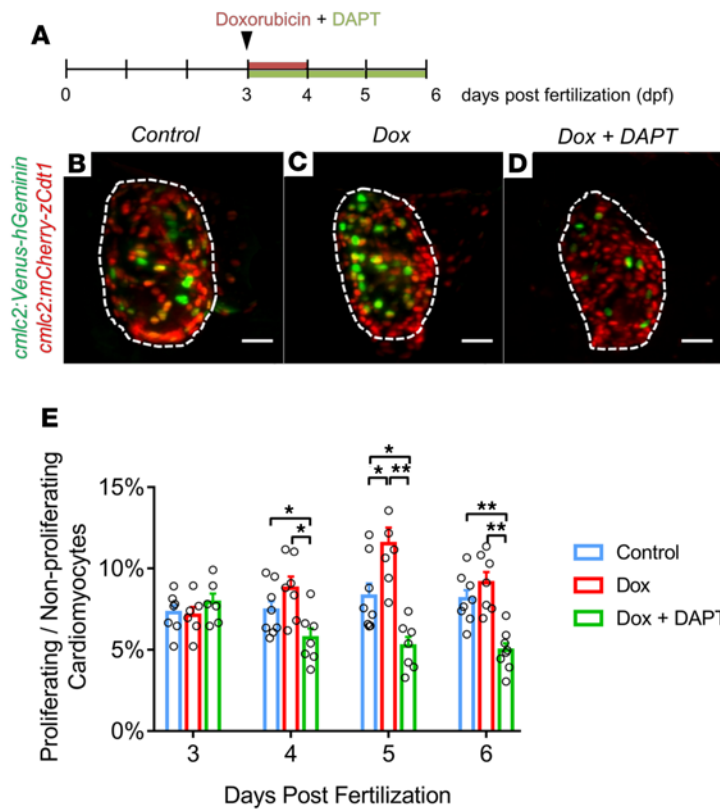 A
Doxorubicin + DAPT
0 3 4 5 6 days post fertilization (dpf)
Control Dox Dox + DAPT
B C D
cmlc2:Venus-hGeminin
cmlc2:mCherry-zCdt1
E
Proliferating / Non-proliferating
Cardiomyocytes
15%
10%
5%
0%
* * * * ** ** **
3 4 5 6
Days Post Fertilization
Control
Dox
Dox + DAPT